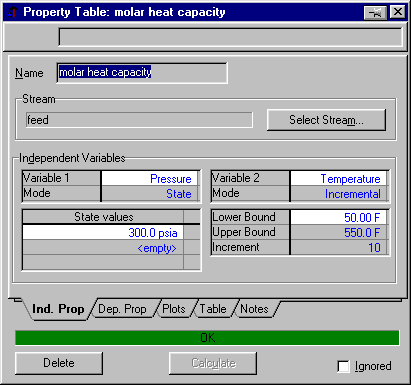 Property Table: molar heat capacity
Name molar heat capacity
Stream
feed Select Stream...
Independent Variables
Variable 1 Pressure Variable 2 Temperature
Mode State Mode Incremental
State values Lower Bound 50.00 F
300.0 psia Upper Bound 550.0 F
<empty> Increment 10
Ind. Prop Dep. Prop Plots Table Notes
OK
Delete Calculate Ignored